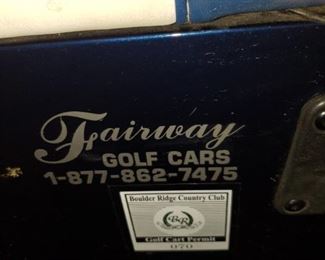 Fairway
GOLF CARS
1-877-862-7475
Boulder Ridge Country Club
BR
Golf Cart Permit
070